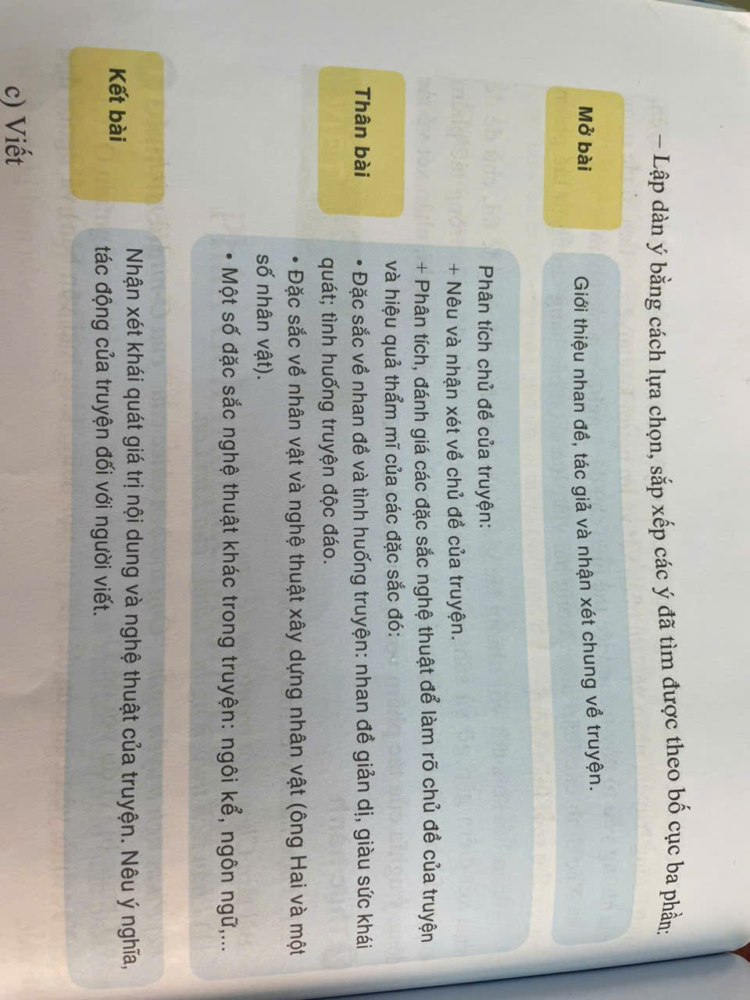 – Lập dàn ý bằng cách lựa chọn, sắp xếp các ý đã tìm được theo bố cục ba phần:
Mở bài
Giới thiệu nhan đề, tác giả và nhận xét chung về truyện.
Thân bài
Phân tích chủ đề của truyện:
+ Nêu và nhận xét về chủ đề của truyện.
+ Phân tích, đánh giá các đặc sắc nghệ thuật để làm rõ chủ đề của truyện
và hiệu quả thẩm mĩ của các đặc sắc đó:
• Đặc sắc về nhan đề và tình huống truyện: nhan đề giản dị, giàu sức khái
quát; tình huống truyện độc đáo.
• Đặc sắc về nhân vật và nghệ thuật xây dựng nhân vật (ông Hai và một
số nhân vật).
• Một số đặc sắc nghệ thuật khác trong truyện: ngôi kể, ngôn ngữ,...
Kết bài
Nhận xét khái quát giá trị nội dung và nghệ thuật của truyện. Nêu ý nghĩa,
tác động của truyện đối với người viết.
c) Viết